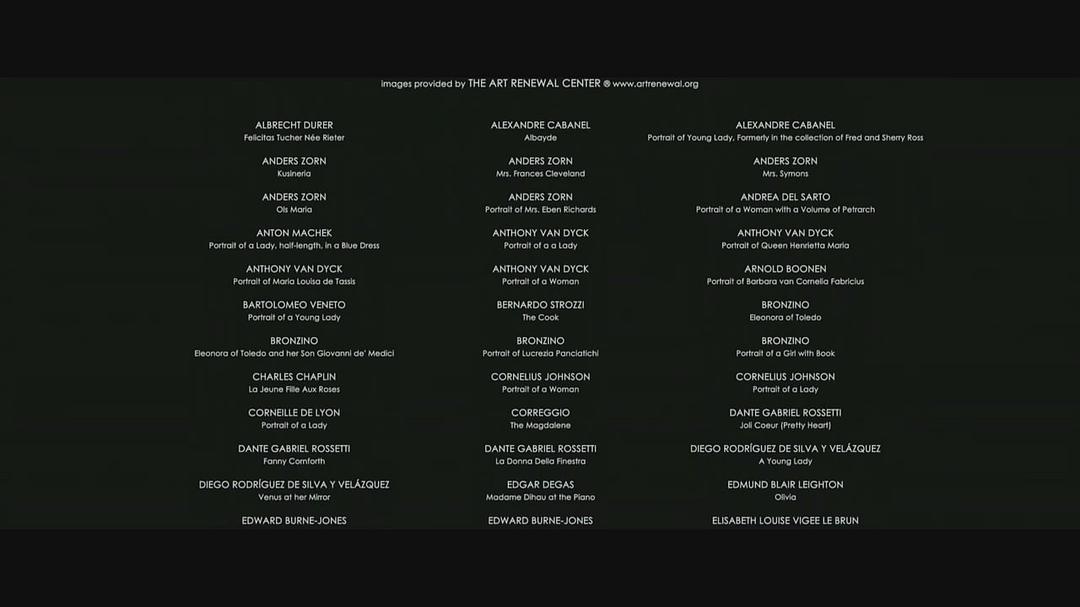 images provided by THE ART RENEWAL CENTER ® www.artrenewal.org
ALBRECHT DURER
Felicitas Tucher Née Rieter
ALEXANDRE CABANEL
Albayde
ALEXANDRE CABANEL
Portrait of Young Lady, Formerly in the collection of Fred and Sherry Ross
ANDERS ZORN
Kusineria
ANDERS ZORN
Mrs. Frances Cleveland
ANDERS ZORN
Mrs. Symons
ANDERS ZORN
Ols Maria
ANDERS ZORN
Portrait of Mrs. Eben Richards
ANDREA DEL SARTO
Portrait of a Woman with a Volume of Petrarch
ANTON MACHEK
Portrait of a Lady, half-length, in a Blue Dress
ANTHONY VAN DYCK
Portrait of a a Lady
ANTHONY VAN DYCK
Portrait of Queen Henrietta Maria
ANTHONY VAN DYCK
Portrait of Maria Louisa de Tassis
ANTHONY VAN DYCK
Portrait of a Woman
ARNOLD BOONEN
Portrait of Barbara van Cornelia Fabricius
BARTOLOMEO VENETO
Portrait of a Young Lady
BERNARDO STROZZI
The Cook
BRONZINO
Eleonora of Toledo
BRONZINO
Eleonora of Toledo and her Son Giovanni de' Medici
BRONZINO
Portrait of Lucrezia Panciatichi
BRONZINO
Portrait of a Girl with Book
CHARLES CHAPLIN
La Jeune Fille Aux Roses
CORNELIUS JOHNSON
Portrait of a Woman
CORNELIUS JOHNSON
Portrait of a Lady
CORNEILLE DE LYON
Portrait of a Lady
CORREGGIO
The Magdalene
DANTE GABRIEL ROSSETTI
Joli Coeur (Pretty Heart)
DANTE GABRIEL ROSSETTI
Fanny Cornforth
DANTE GABRIEL ROSSETTI
La Donna Della Finestra
DIEGO RODRÍGUEZ DE SILVA Y VELÁZQUEZ
A Young Lady
DIEGO RODRÍGUEZ DE SILVA Y VELÁZQUEZ
Venus at her Mirror
EDGAR DEGAS
Madame Dihau at the Piano
EDMUND BLAIR LEIGHTON
Olivia
EDWARD BURNE-JONES
EDWARD BURNE-JONES
ELISABETH LOUISE VIGEE LE BRUN